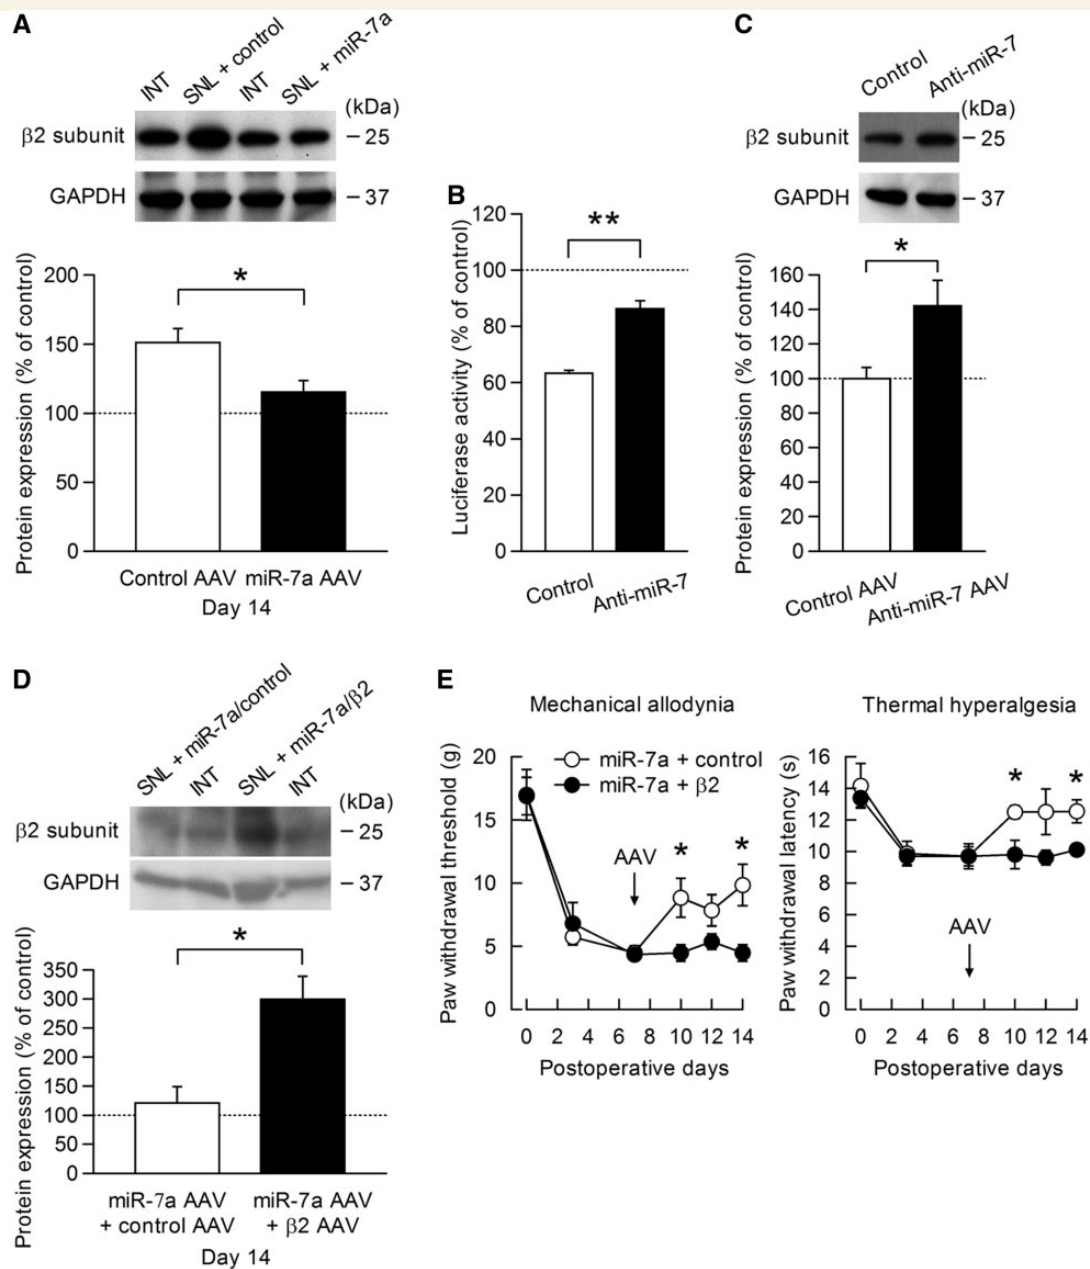 A
INT
SNL + control
INT
SNL + miR-7a
(kDa)
β2 subunit
– 25
GAPDH
– 37
Protein expression (% of control)
200
150
100
50
0
*
Control AAV
miR-7a AAV
Day 14
B
Luciferase activity (% of control)
120
100
80
60
40
20
0
**
Control
Anti-miR-7
C
Control
Anti-miR-7
(kDa)
β2 subunit
– 25
GAPDH
– 37
Protein expression (% of control)
160
140
120
100
80
60
40
20
0
*
Control AAV
Anti-miR-7 AAV
D
SNL + miR-7a/control
INT
SNL + miR-7a/β2
INT
(kDa)
β2 subunit
– 25
GAPDH
– 37
Protein expression (% of control)
350
300
250
200
150
100
50
0
*
miR-7a AAV
+ control AAV
miR-7a AAV
+ β2 AAV
Day 14
E
Mechanical allodynia
Paw withdrawal threshold (g)
20
15
10
5
0
miR-7a + control
miR-7a + β2
AAV
*
*
0 2 4 6 8 10 12 14
Postoperative days
Thermal hyperalgesia
Paw withdrawal latency (s)
16
14
12
10
8
6
4
2
0
*
*
AAV
0 2 4 6 8 10 12 14
Postoperative days